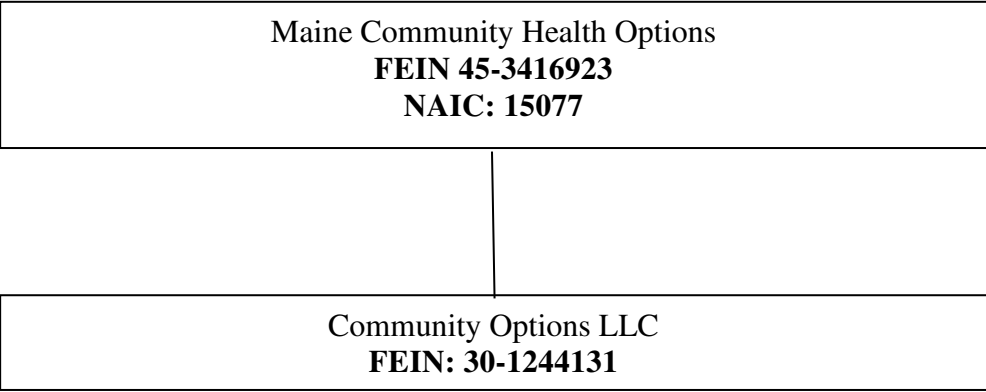 Maine Community Health Options
FEIN 45-3416923
NAIC: 15077
Community Options LLC
FEIN: 30-1244131